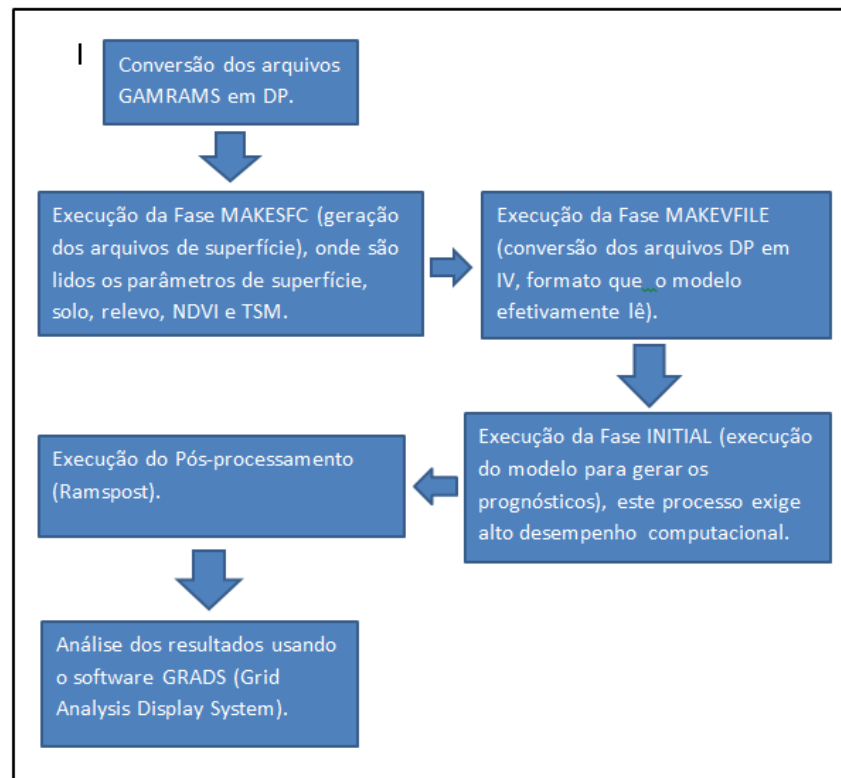 Conversão dos arquivos
GAMRAMS em DP.
Execução da Fase MAKESFC (geração
dos arquivos de superfície), onde são
lidos os parâmetros de superfície,
solo, relevo, NDVI e TSM.
Execução da Fase MAKEVFILE
(conversão dos arquivos DP em
IV, formato que o modelo
efetivamente lê).
Execução da Fase INITIAL (execução
do modelo para gerar os
prognósticos), este processo exige
alto desempenho computacional.
Execução do Pós-processamento
(Ramspost).
Análise dos resultados usando
o software GRADS (Grid
Analysis Display System).